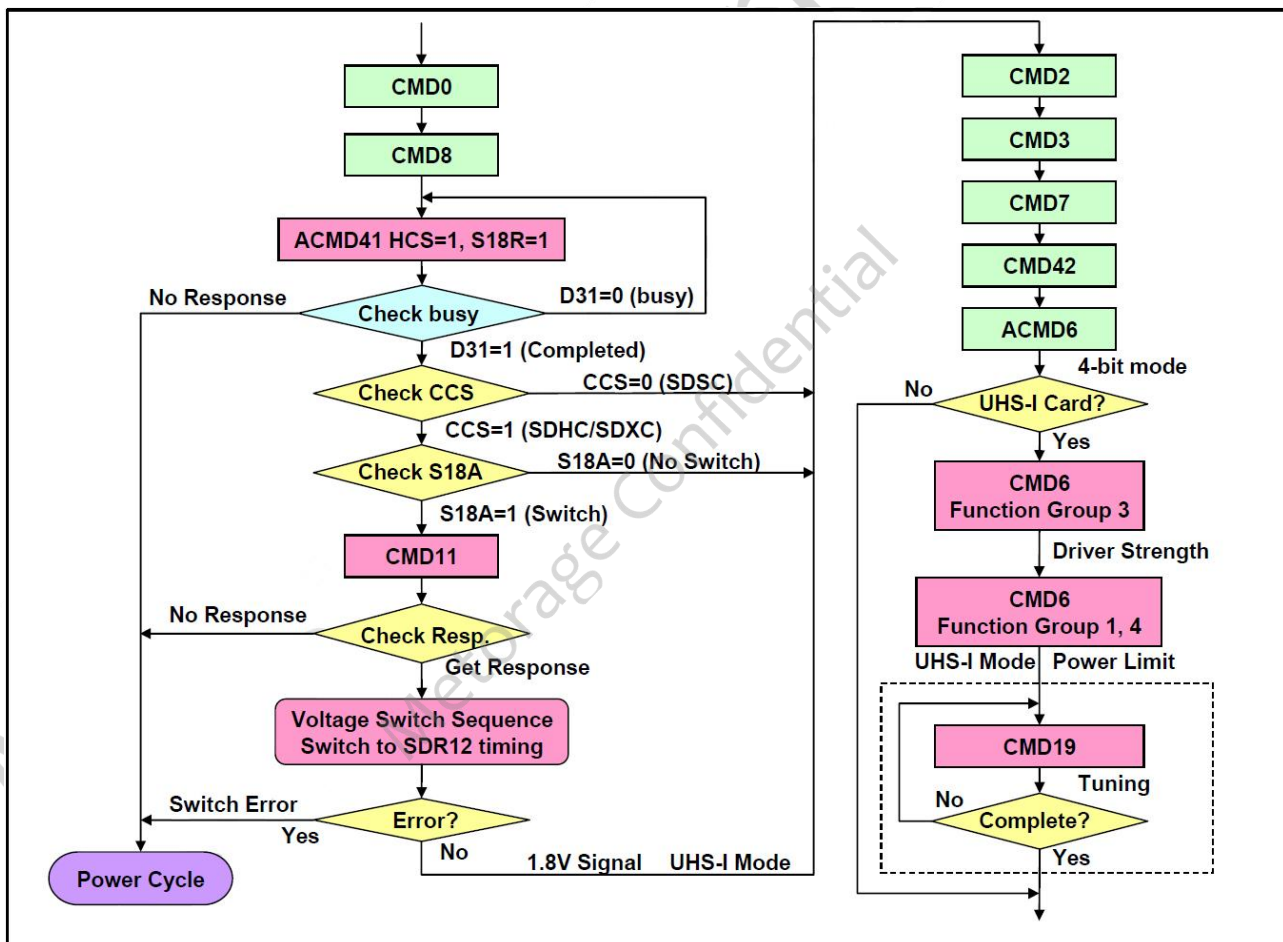 CMD0
CMD8
ACMD41 HCS=1, S18R=1
No Response
Check busy
D31=0 (busy)
D31=1 (Completed)
Check CCS
CCS=0 (SDSC)
CCS=1 (SDHC/SDXC)
Check S18A
S18A=0 (No Switch)
S18A=1 (Switch)
CMD11
No Response
Check Resp.
Get Response
Voltage Switch Sequence
Switch to SDR12 timing
Switch Error
Yes
Error?
No
1.8V Signal UHS-I Mode
Power Cycle
CMD2
CMD3
CMD7
CMD42
ACMD6
4-bit mode
No
UHS-I Card?
Yes
CMD6
Function Group 3
Driver Strength
CMD6
Function Group 1, 4
UHS-I Mode
Power Limit
CMD19
Tuning
No
Complete?
Yes
Metorage Confidential